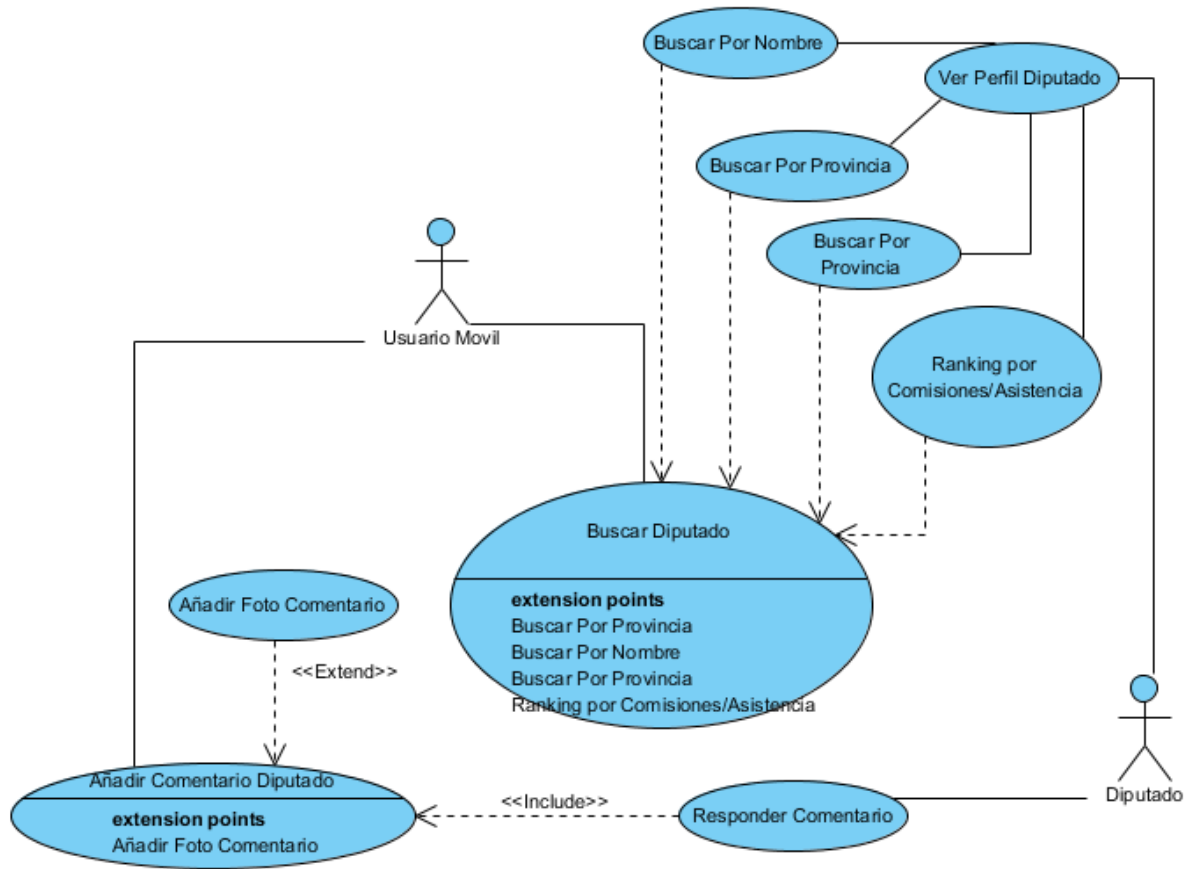 Buscar Por Nombre
Ver Perfil Diputado
Buscar Por Provincia
Buscar Por
Provincia
Usuario Movil
Ranking por
Comisiones/Asistencia
Buscar Diputado
extension points
Buscar Por Provincia
Buscar Por Nombre
Buscar Por Provincia
Ranking por Comisiones/Asistencia
Añadir Foto Comentario
<<Extend>>
Añadir Comentario Diputado
extension points
Añadir Foto Comentario
<<Include>>
Responder Comentario
Diputado